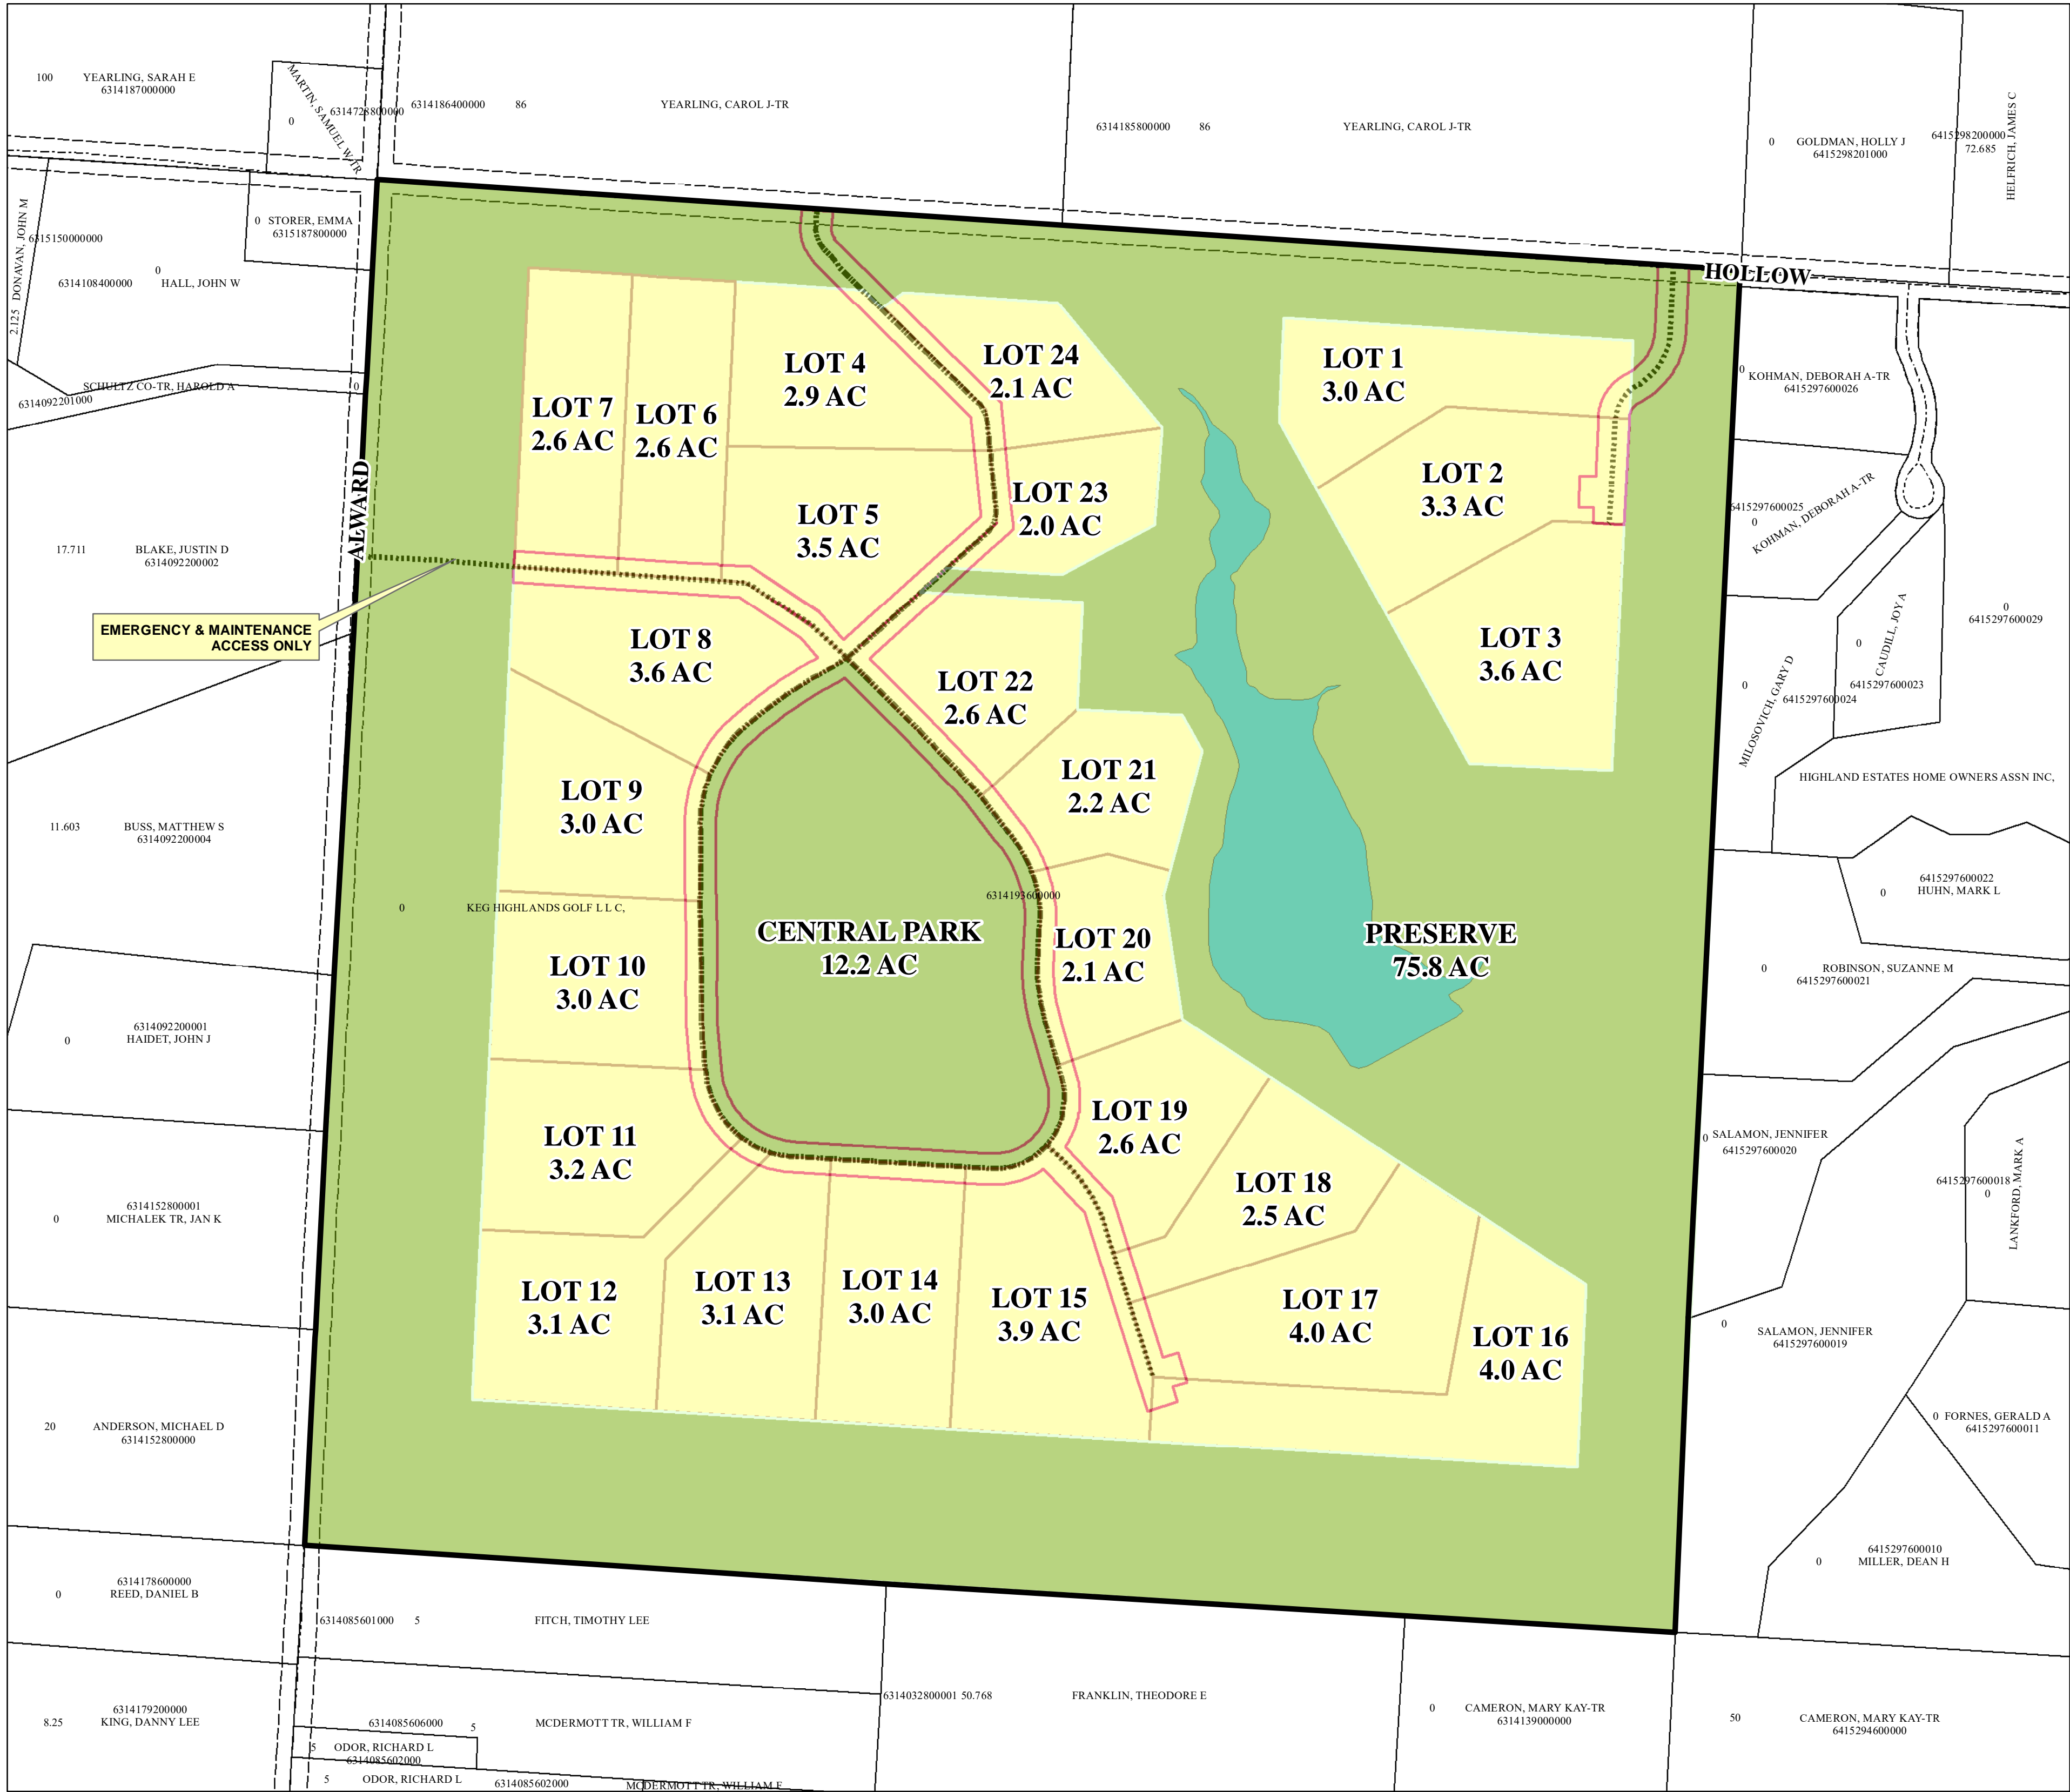 100 YEARLING, SARAH E
6314187000000
MARTIN, SAMUEL W-TR
0
6314728800000
6314186400000 86 YEARLING, CAROL J-TR
6314185800000 86 YEARLING, CAROL J-TR
0 GOLDMAN, HOLLY J
6415298201000
6415298200000
72.685
HELFRICH, JAMES C
2.125 DONAVAN, JOHN M
6315150000000
0 STORER, EMMA
6315187800000
0
6314108400000 HALL, JOHN W
HOLLOW
SCHULTZ CO-TR, HAROLD A 0
6314092201000
LOT 7
2.6 AC
LOT 6
2.6 AC
LOT 4
2.9 AC
LOT 24
2.1 AC
LOT 1
3.0 AC
0
KOHMAN, DEBORAH A-TR
6415297600026
LOT 5
3.5 AC
LOT 23
2.0 AC
LOT 2
3.3 AC
6415297600025
0
KOHMAN, DEBORAH A-TR
ALWARD
17.711 BLAKE, JUSTIN D
6314092200002
EMERGENCY & MAINTENANCE
ACCESS ONLY
LOT 8
3.6 AC
LOT 22
2.6 AC
LOT 3
3.6 AC
0
MILOSOVICH, GARY D
6415297600024
0
CAUDILL, JOY A
6415297600023
0
6415297600029
HIGHLAND ESTATES HOME OWNERS ASSN INC,
LOT 9
3.0 AC
LOT 21
2.2 AC
11.603 BUSS, MATTHEW S
6314092200004
0 KEG HIGHLANDS GOLF L L C,
6314193600000
CENTRAL PARK
12.2 AC
LOT 20
2.1 AC
PRESERVE
75.8 AC
6415297600022
0 HUHN, MARK L
0 ROBINSON, SUZANNE M
6415297600021
LOT 10
3.0 AC
6314092200001
0 HAIDET, JOHN J
LOT 11
3.2 AC
LOT 19
2.6 AC
LOT 18
2.5 AC
0 SALAMON, JENNIFER
6415297600020
6415297600018
0
LANKFORD, MARK A
6314152800001
0 MICHALEK TR, JAN K
LOT 12
3.1 AC
LOT 13
3.1 AC
LOT 14
3.0 AC
LOT 15
3.9 AC
LOT 17
4.0 AC
LOT 16
4.0 AC
0
SALAMON, JENNIFER
6415297600019
20 ANDERSON, MICHAEL D
6314152800000
0 FORNES, GERALD A
6415297600011
6415297600010
0 MILLER, DEAN H
6314178600000
0 REED, DANIEL B
6314085601000 5 FITCH, TIMOTHY LEE
6314032800001 50.768 FRANKLIN, THEODORE E
0 CAMERON, MARY KAY-TR
6314139000000
50 CAMERON, MARY KAY-TR
6415294600000
6314179200000
8.25 KING, DANNY LEE
6314085606000 5 MCDERMOTT TR, WILLIAM F
5 ODOR, RICHARD L
6314085602000
5 ODOR, RICHARD L 6314085602000 MCDERMOTT TR, WILLIAM F